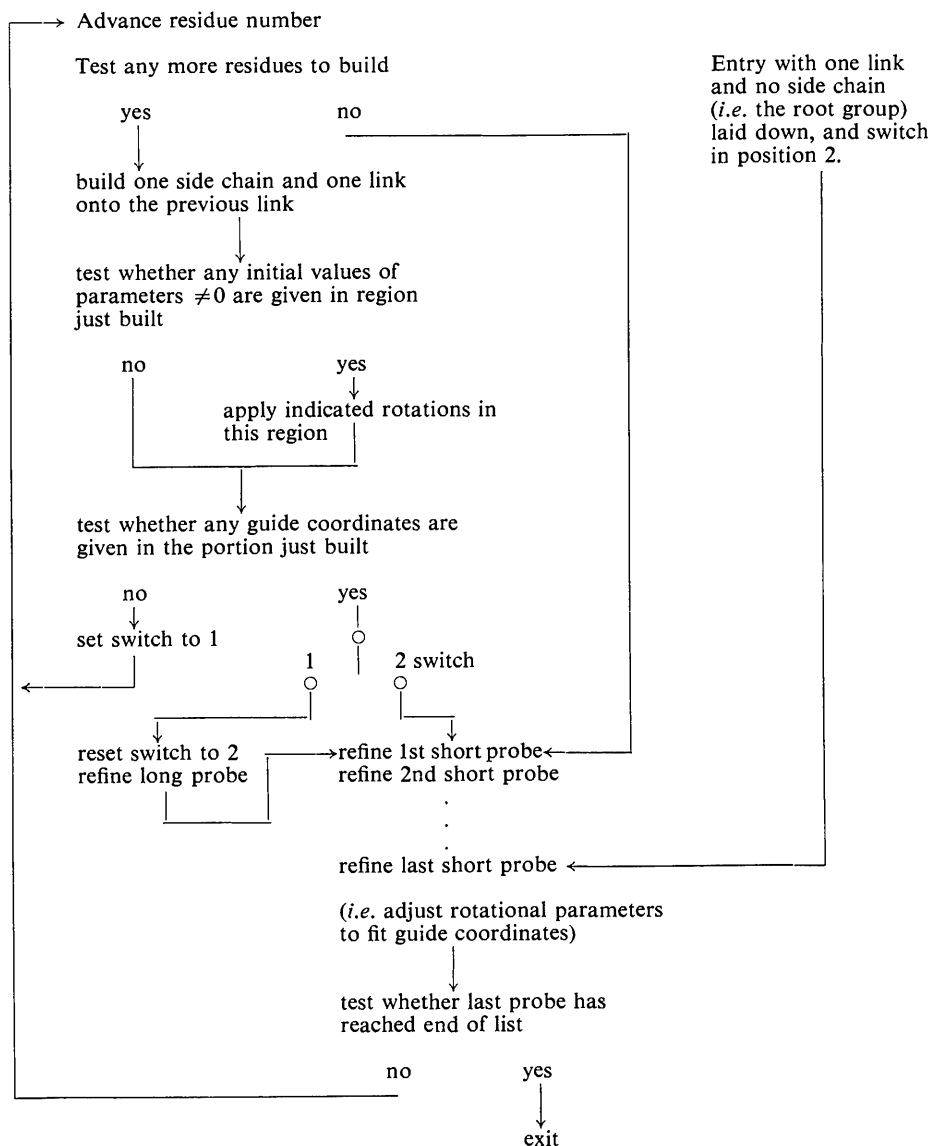 Advance residue number
Test any more residues to build
Entry with one link
and no side chain
(i.e. the root group)
laid down, and switch
in position 2.
yes
no
build one side chain and one link
onto the previous link
test whether any initial values of
parameters ≠0 are given in region
just built
no
yes
apply indicated rotations in
this region
test whether any guide coordinates are
given in the portion just built
no
yes
set switch to 1
1
2 switch
reset switch to 2
refine long probe
refine 1st short probe
refine 2nd short probe
.
.
.
refine last short probe
(i.e. adjust rotational parameters
to fit guide coordinates)
test whether last probe has
reached end of list
no
yes
exit